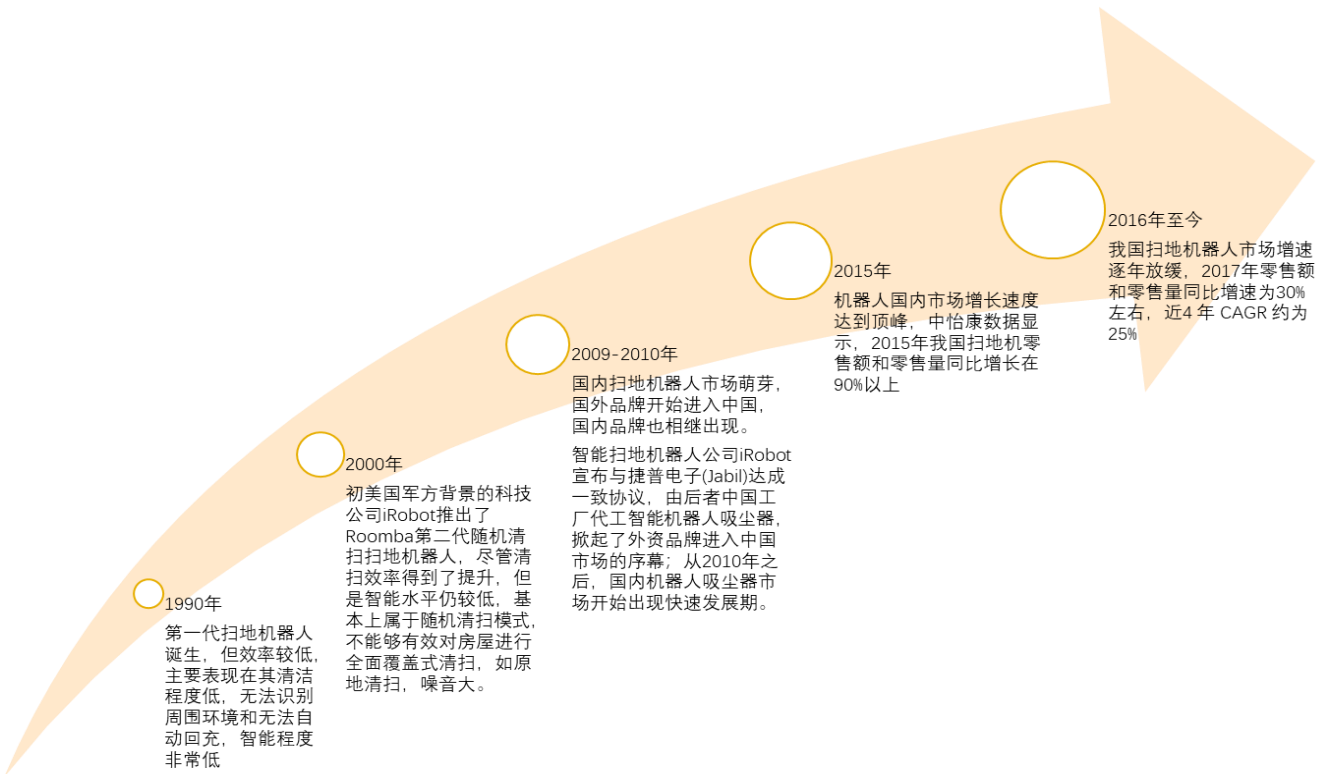 1990年
第一代扫地机器人
诞生，但效率较低，
主要表现在其清洁
程度低，无法识别
周围环境和无法自
动回充，智能程度
非常低
2000年
初美国军方背景的科技
公司iRobot推出了
Roomba第二代随机清
扫扫地机器人，尽管清
扫效率得到了提升，但
是智能水平仍较低，基
本上属于随机清扫模式，
不能够有效对房屋进行
全面覆盖式清扫，如原
地清扫，噪音大。
2009-2010年
国内扫地机器人市场萌芽，
国外品牌开始进入中国，
国内品牌也相继出现。
智能扫地机器人公司iRobot
宣布与捷普电子(Jabil)达成
一致协议，由后者中国工
厂代工智能机器人吸尘器，
掀起了外资品牌进入中国
市场的序幕；从2010年之
后，国内机器人吸尘器市
场开始出现快速发展期。
2015年
机器人国内市场增长速度
达到顶峰，中怡康数据显
示，2015年我国扫地机零
售额和零售量同比增长在
90%以上
2016年至今
我国扫地机器人市场增速
逐年放缓，2017年零售额
和零售量同比增速为30%
左右，近4 年 CAGR 约为
25%